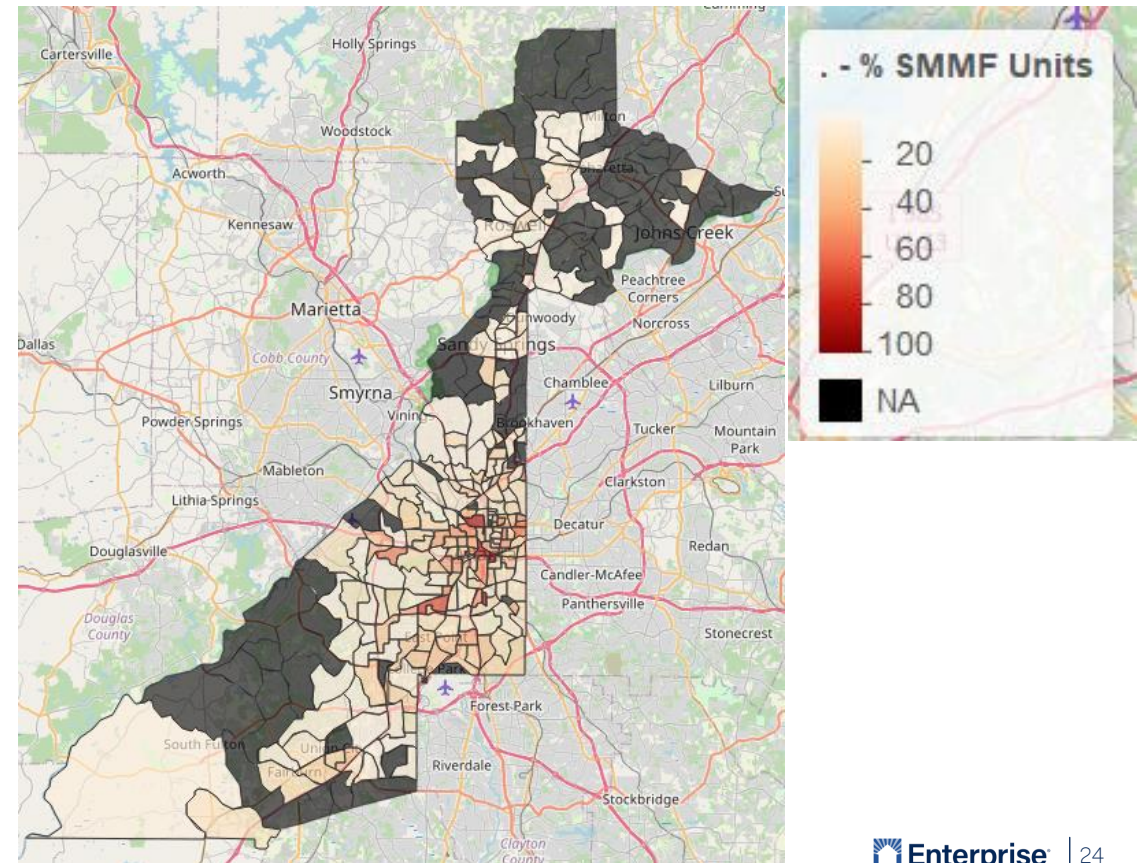 Cumming
Cartersville
Holly Springs
. - % SMMF Units
20
40
60
80
100
NA
Milton
Woodstock
Acworth
Alpharetta
Kennesaw
Roswell
Johns Creek
Peachtree
Corners
Marietta
Dunwoody
Norcross
Dallas
Sandy Springs
Cobb County
Chamblee
Lilburn
Smyrna
Vining
Powder Springs
Brookhaven
Tucker
Mountain
Park
Mableton
Clarkston
Lithia Springs
Decatur
Douglasville
Redan
Candler-McAfee
Panthersville
Douglas
County
Stonecrest
East Point
College Park
Forest Park
South Fulton
Union City
Riverdale
Fairburn
Stockbridge
Clayton
County
Enterprise
24